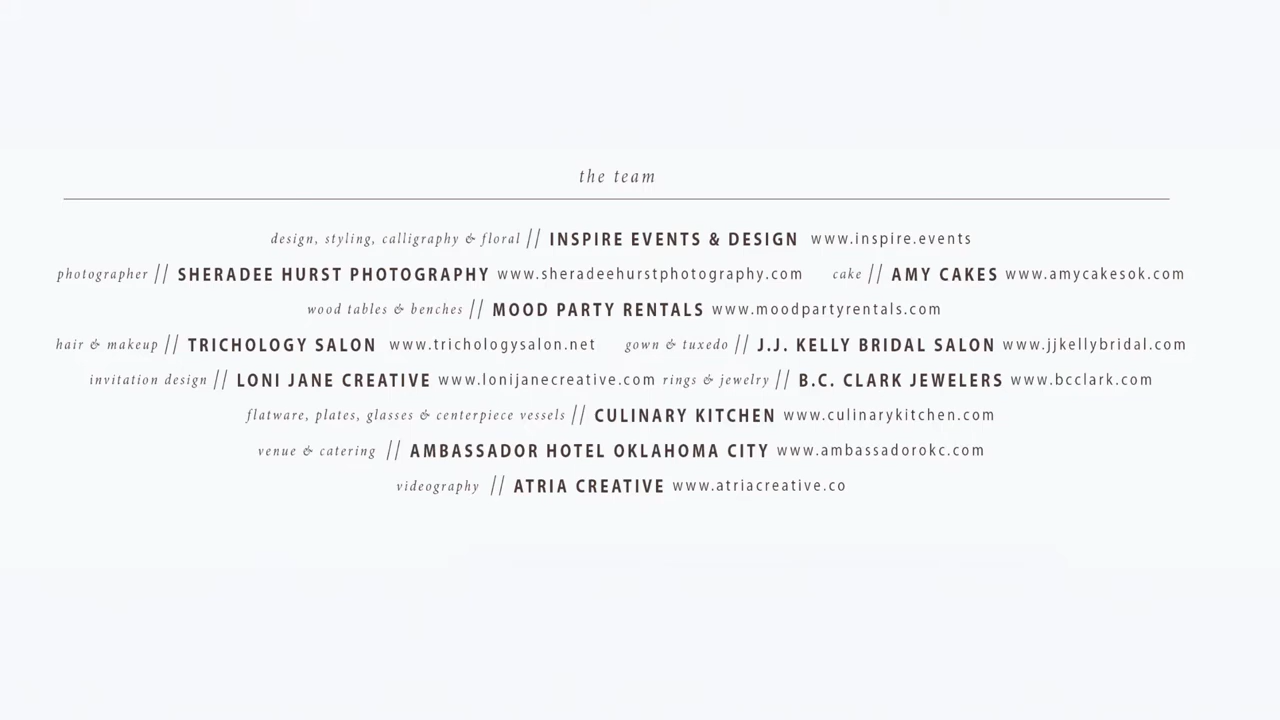 the team
design, styling, calligraphy & floral // INSPIRE EVENTS & DESIGN www.inspire.events
photographer // SHERADEE HURST PHOTOGRAPHY www.sheradeehurstphotography.com cake // AMY CAKES www.amycakesok.com
wood tables & benches // MOOD PARTY RENTALS www.moodpartyrentals.com
hair & makeup // TRICHOLOGY SALON www.trichologysalon.net gown & tuxedo // J.J. KELLY BRIDAL SALON www.jjkellybridal.com
invitation design // LONI JANE CREATIVE www.lonijanecreative.com rings & jewelry // B.C. CLARK JEWELERS www.bcclark.com
flatware, plates, glasses & centerpiece vessels // CULINARY KITCHEN www.culinarykitchen.com
venue & catering // AMBASSADOR HOTEL OKLAHOMA CITY www.ambassadorokc.com
videography // ATRIA CREATIVE www.atriacreative.co